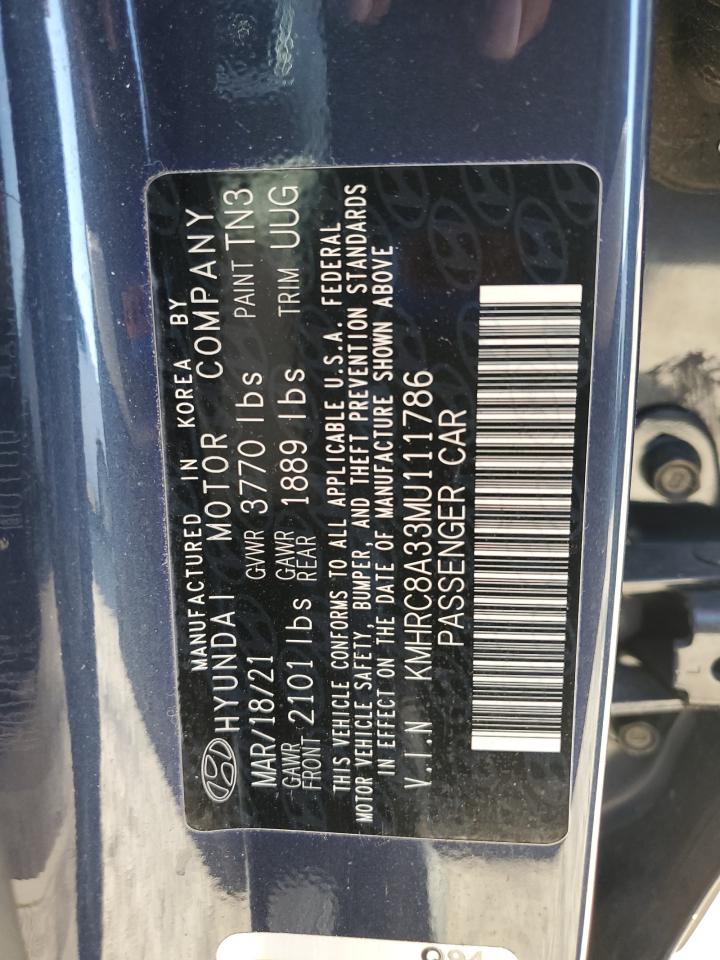 MANUFACTURED IN KOREA BY
HYUNDAI MOTOR COMPANY
MAR/18/21 GVWR 3770 lbs PAINT TN3
GAWR FRONT 2101 lbs GAWR REAR 1889 lbs TRIM UUG
THIS VEHICLE CONFORMS TO ALL APPLICABLE U.S.A. FEDERAL
MOTOR VEHICLE SAFETY, BUMPER, AND THEFT PREVENTION STANDARDS
IN EFFECT ON THE DATE OF MANUFACTURE SHOWN ABOVE
V.I.N KMHRC8A33MU111786
PASSENGER CAR